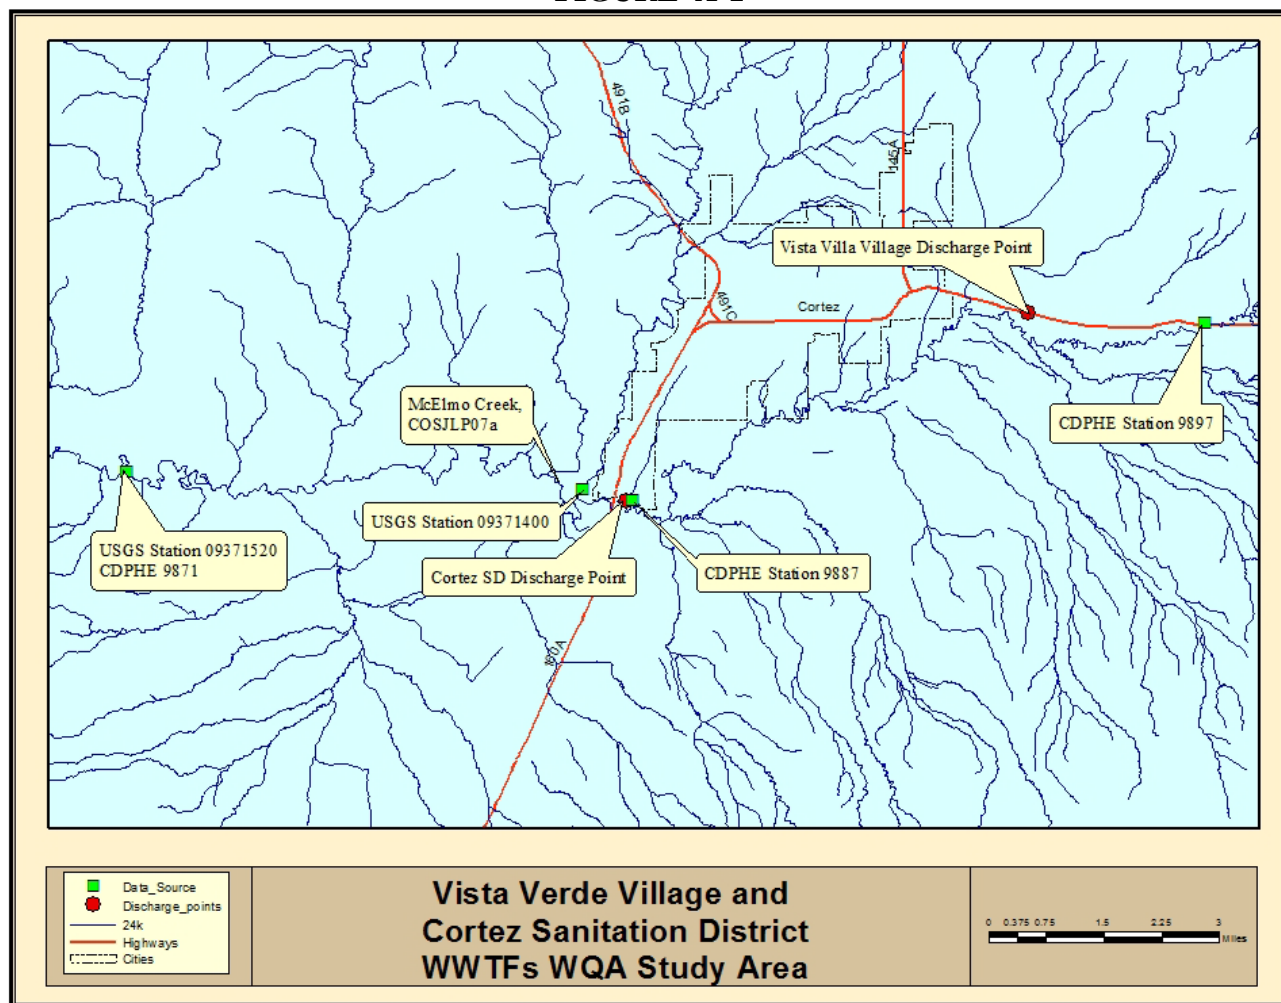 491B
145A
Vista Villa Village Discharge Point
491C
Cortez
McElmo Creek,
COSJLP07a
CDPHE Station 9897
USGS Station 09371400
USGS Station 09371520
CDPHE 9871
Cortez SD Discharge Point
CDPHE Station 9887
160A
Data_Source
Discharge_points
24k
Highways
Cities
Vista Verde Village and
Cortez Sanitation District
WWTFs WQA Study Area
0 0.375 0.75 1.5 2.25 3
Miles